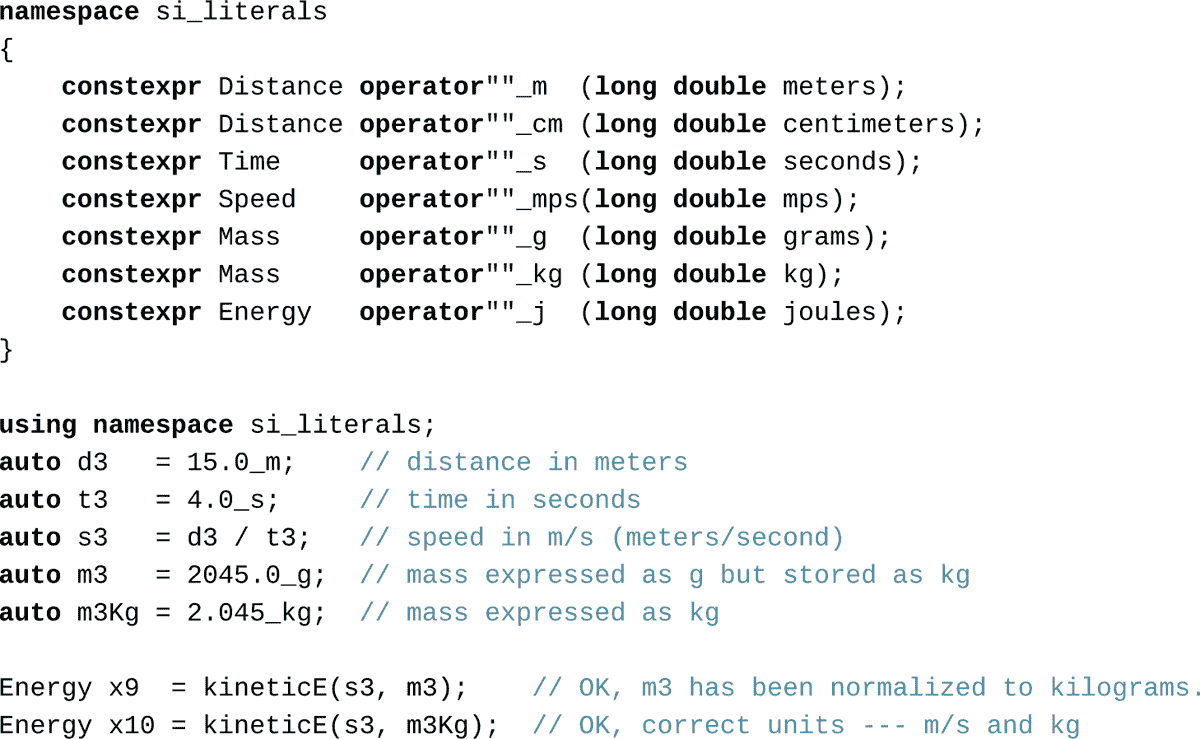 namespace si_literals
{
    constexpr Distance operator""_m  (long double meters);
    constexpr Distance operator""_cm (long double centimeters);
    constexpr Time     operator""_s  (long double seconds);
    constexpr Speed    operator""_mps(long double mps);
    constexpr Mass     operator""_g  (long double grams);
    constexpr Mass     operator""_kg (long double kg);
    constexpr Energy   operator""_j  (long double joules);
}

using namespace si_literals;
auto d3   = 15.0_m;    // distance in meters
auto t3   = 4.0_s;     // time in seconds
auto s3   = d3 / t3;   // speed in m/s (meters/second)
auto m3   = 2045.0_g;  // mass expressed as g but stored as kg
auto m3Kg = 2.045_kg;  // mass expressed as kg

Energy x9  = kineticE(s3, m3);    // OK, m3 has been normalized to kilograms.
Energy x10 = kineticE(s3, m3Kg);  // OK, correct units --- m/s and kg